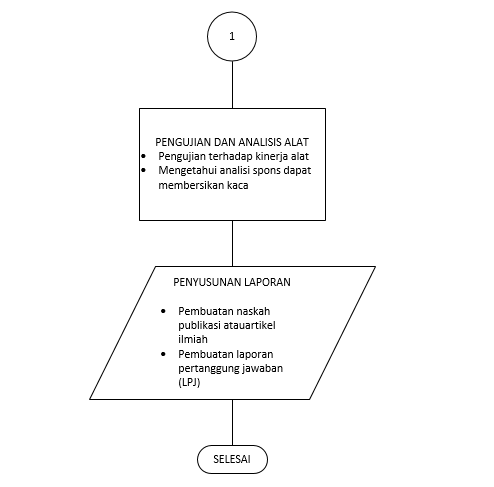 1
PENGUJIAN DAN ANALISIS ALAT
• Pengujian terhadap kinerja alat
• Mengetahui analisi spons dapat
membersikan kaca
PENYUSUNAN LAPORAN
• Pembuatan naskah
publikasi atauartikel
ilmiah
• Pembuatan laporan
pertanggung jawaban
(LPJ)
SELESAI